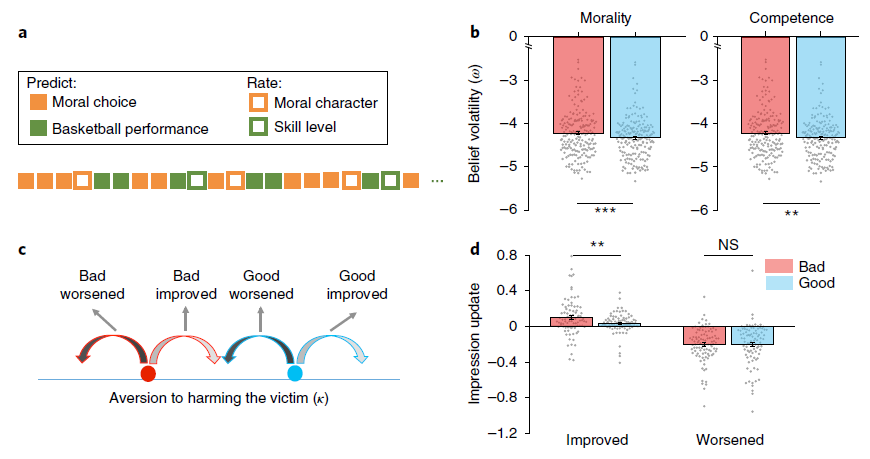 a
Predict:
Rate:
Moral choice
Moral character
Basketball performance
Skill level
...
b
Morality
Competence
Belief volatility (ω)
0
−3
−4
−5
−6
***
0
−3
−4
−5
−6
**
c
Bad worsened
Bad improved
Good worsened
Good improved
Aversion to harming the victim (κ)
d
Impression update
0.8
0.4
0
−0.4
−0.8
−1.2
**
NS
Bad
Good
Improved
Worsened